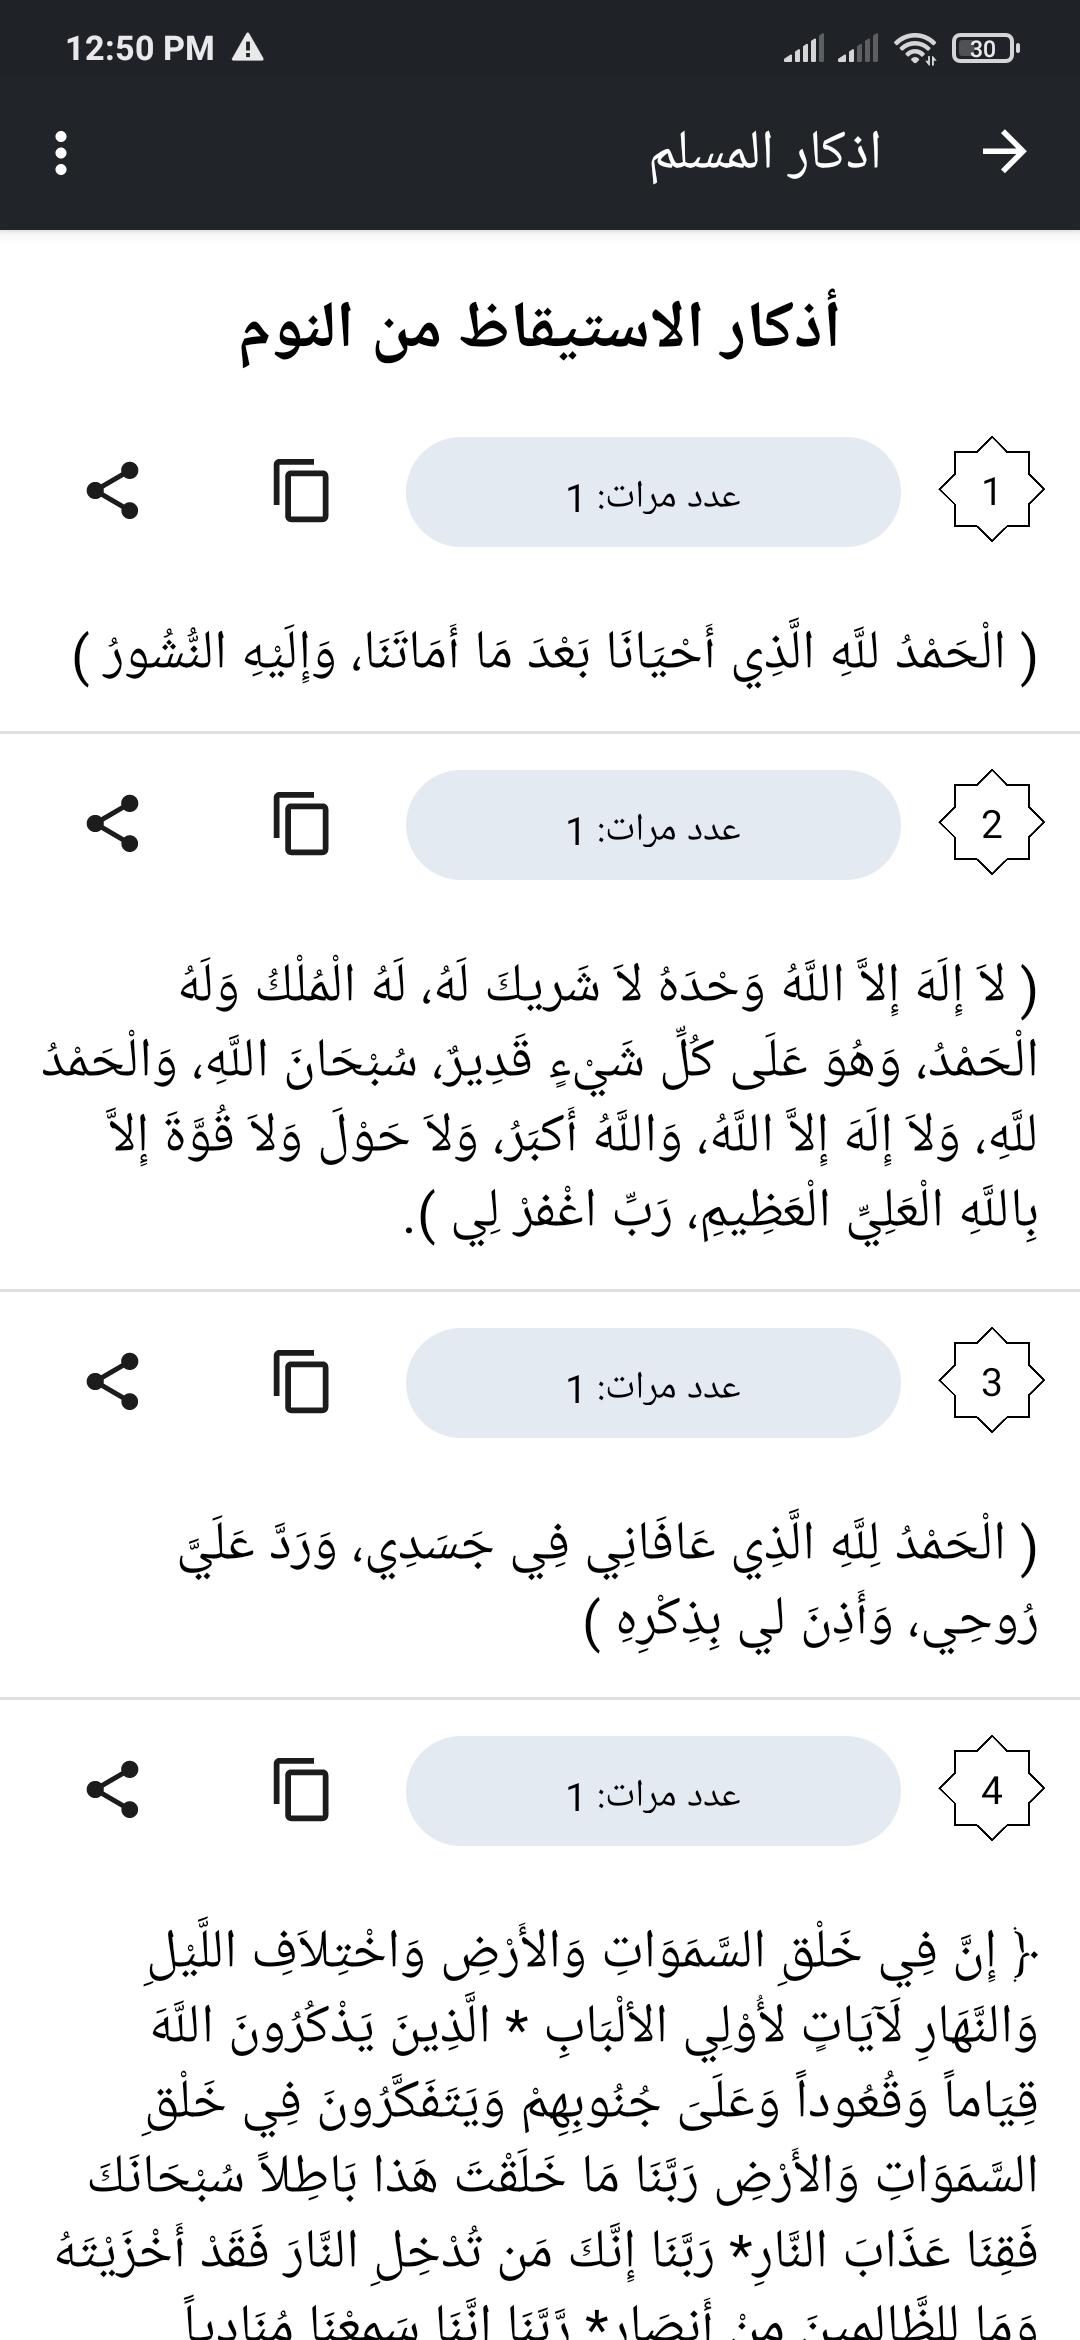 12:50 PM
30
اذكار المسلم
أذكار الاستيقاظ من النوم
1
عدد مرات: 1
( الْحَمْدُ للَّهِ الَّذِي أَحْيَانَا بَعْدَ مَا أَمَاتَنَا، وَإِلَيْهِ النُّشُورُ )
2
عدد مرات: 1
( لاَ إِلَهَ إِلاَّ اللَّهُ وَحْدَهُ لاَ شَريكَ لَهُ، لَهُ الْمُلْكُ وَلَهُ
الْحَمْدُ، وَهُوَ عَلَى كُلِّ شَيْءٍ قَدِيرٌ، سُبْحَانَ اللَّهِ، وَالْحَمْدُ
للَّهِ، وَلاَ إِلَهَ إِلاَّ اللَّهُ، وَاللَّهُ أَكبَرُ، وَلاَ حَوْلَ وَلاَ قُوَّةَ إِلاَّ
بِاللَّهِ الْعَلِيِّ الْعَظِيمِ، رَبِّ اغْفرْ لِي ).
3
عدد مرات: 1
( الْحَمْدُ لِلَّهِ الَّذِي عَافَانِي فِي جَسَدِي، وَرَدَّ عَلَيَّ
رُوحِي، وَأَذِنَ لي بِذِكْرِهِ )
4
عدد مرات: 1
﴿ إِنَّ فِي خَلْقِ السَّمَوَاتِ وَالأَرْضِ وَاخْتِلاَفِ اللَّيْلِ
وَالنَّهَارِ لَآيَاتٍ لأُوْلِي الألْبَابِ * الَّذِينَ يَذْكُرُونَ اللَّهَ
قِيَاماً وَقُعُوداً وَعَلَىَ جُنُوبِهِمْ وَيَتَفَكَّرُونَ فِي خَلْقِ
السَّمَوَاتِ وَالأَرْضِ رَبَّنَا مَا خَلَقْتَ هَذا بَاطِلاً سُبْحَانَكَ
فَقِنَا عَذَابَ النَّارِ* رَبَّنَا إِنَّكَ مَن تُدْخِلِ النَّارَ فَقَدْ أَخْزَيْتَهُ
وَمَا لِلظَّالِمِينَ مِنْ أَنصَارٍ* رَّبَّنَا إِنَّنَا سَمِعْنَا مُنَادِياً